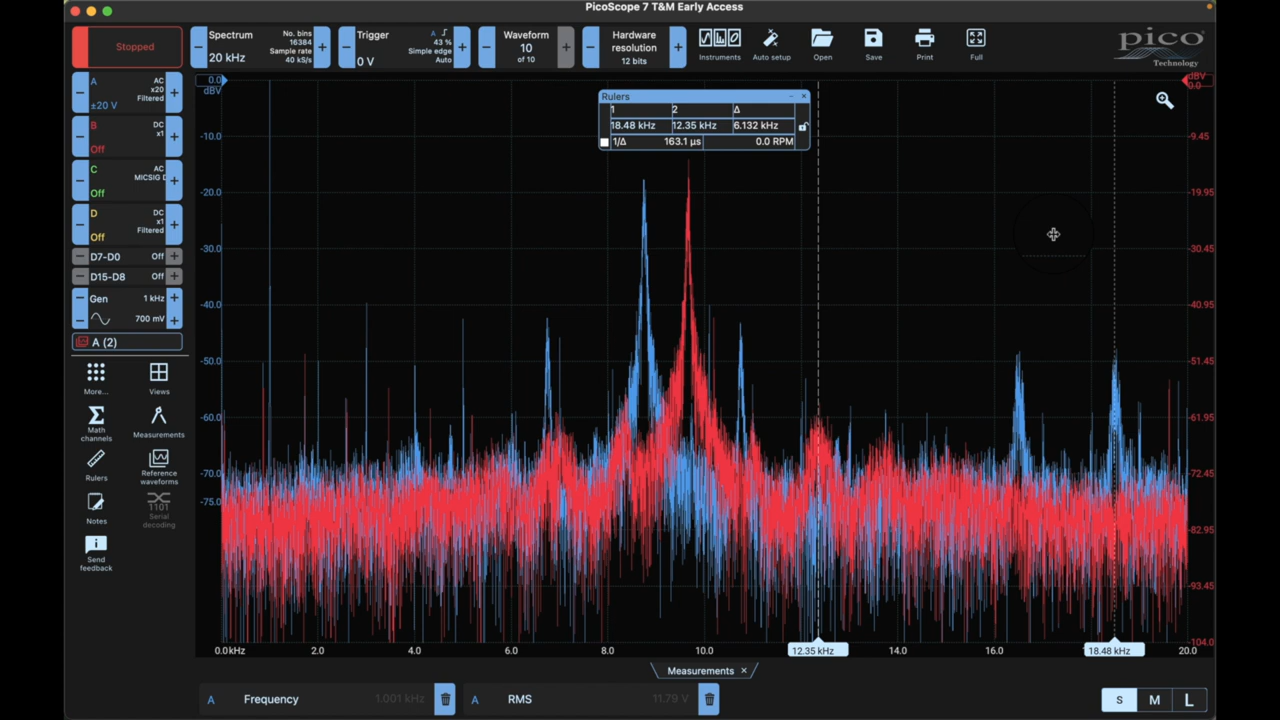 PicoScope 7 T&M Early Access
Stopped
Spectrum
20 kHz
No. bins
16384
Sample rate
40 kS/s
Trigger
0 V
43 %
Simple edge
Auto
Waveform
10
of 10
Hardware
resolution
12 bits
Instruments
Auto setup
Open
Save
Print
Full
pico
Technology
A
±20 V
AC
x20
Filtered
B
Off
DC
x1
C
Off
AC
D
Off
DC
x1
Filtered
D7-D0 Off
D15-D8 Off
Gen 1 kHz
700 mV
A (2)
More...
Views
Math
channels
Measurements
Rulers
Reference
waveforms
Notes
1101
Serial
decoding
Send
feedback
0.0
dBV
-10.0
-20.0
-30.0
-40.0
-50.0
-60.0
-70.0
-75.0
Rulers
1 2 Δ
18.48 kHz 12.35 kHz 6.132 kHz
1/Δ 163.1 µs 0.0 RPM
dBV
0.0
-9.45
-19.95
-30.45
-40.95
-51.45
-61.95
-72.45
-82.95
-93.45
-104.0
0.0kHz 2.0 4.0 6.0 8.0 10.0 12.35 kHz 14.0 16.0 18.48 kHz 20.0
Measurements ×
A Frequency 1.001 kHz
A RMS 11.79 V
S M L